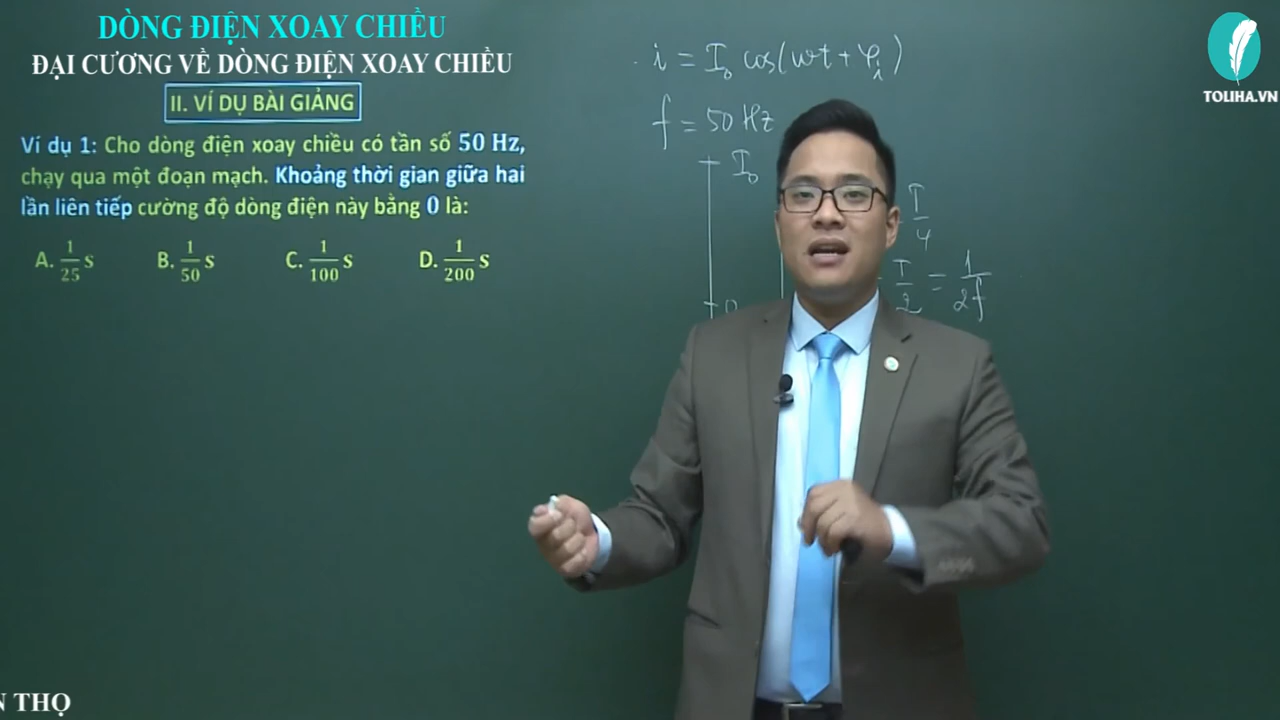 DÒNG ĐIỆN XOAY CHIỀU
ĐẠI CƯƠNG VỀ DÒNG ĐIỆN XOAY CHIỀU
II. VÍ DỤ BÀI GIẢNG
Ví dụ 1: Cho dòng điện xoay chiều có tần số 50 Hz,
chạy qua một đoạn mạch. Khoảng thời gian giữa hai
lần liên tiếp cường độ dòng điện này bằng 0 là:
A. 1/25 s B. 1/50 s C. 1/100 s D. 1/200 s
i = I₀ cos(ωt + φᵢ)
f = 50 Hz
I₀
T/4
T/2 = 1/2f
0
TOLIHA.VN
THỌ